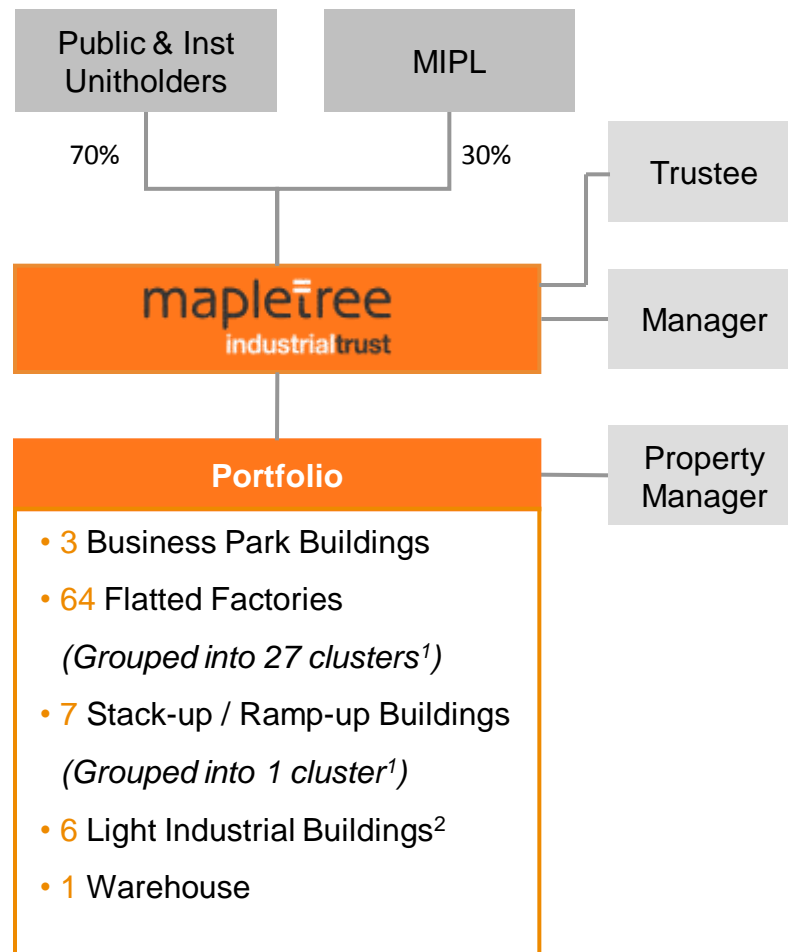 Public & Inst
Unitholders
MIPL
70%
30%
Trustee
mapletree
industrialtrust
Manager
Portfolio
Property
Manager
• 3 Business Park Buildings
• 64 Flatted Factories
(Grouped into 27 clusters¹)
• 7 Stack-up / Ramp-up Buildings
(Grouped into 1 cluster¹)
• 6 Light Industrial Buildings²
• 1 Warehouse